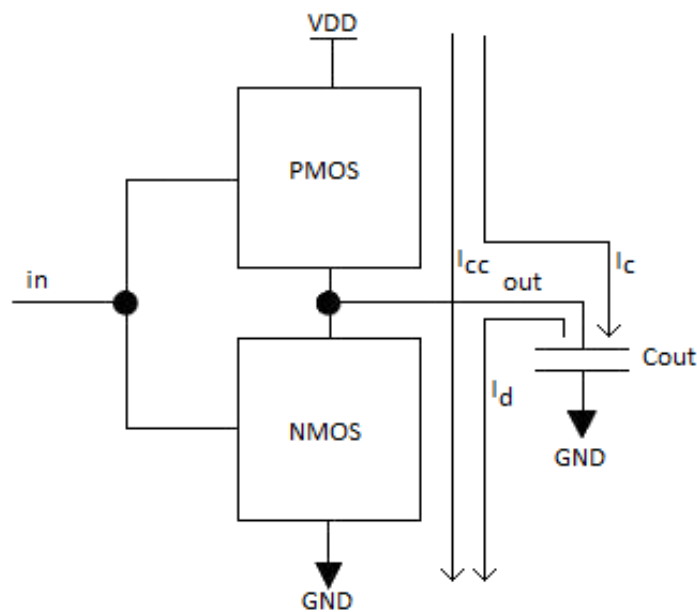 VDD
PMOS
in
Icc
out
Ic
Cout
Id
NMOS
GND
GND